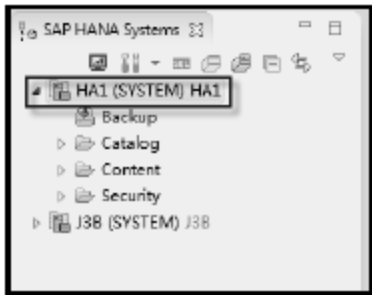 SAP HANA Systems
HA1 (SYSTEM) HA1
Backup
Catalog
Content
Security
J3B (SYSTEM) J3B